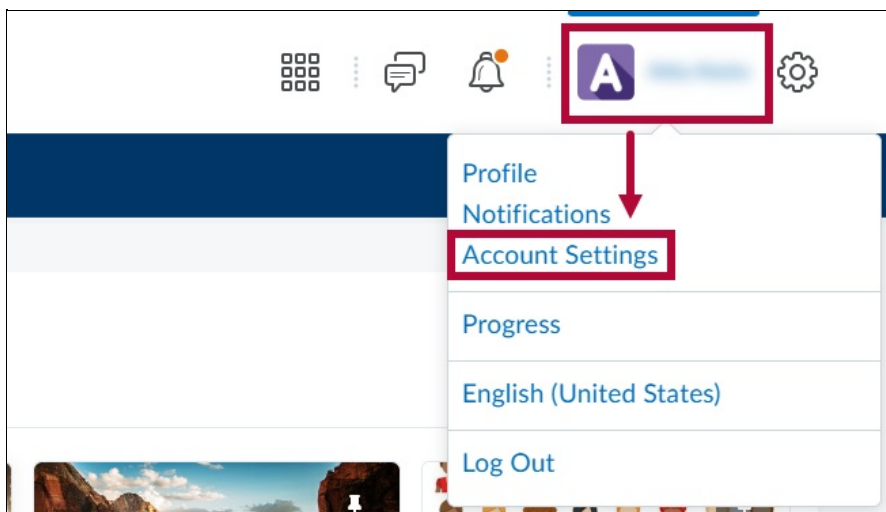 A
Profile
Notifications
Account Settings
Progress
English (United States)
Log Out